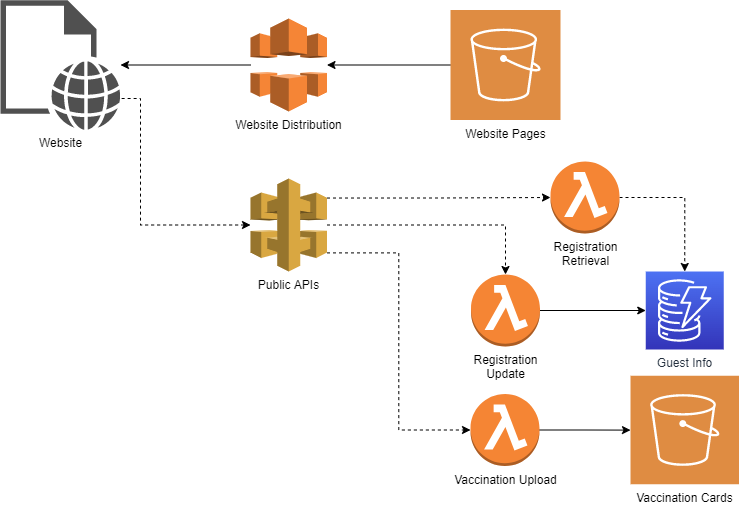 Website
Website Distribution
Website Pages
Public APIs
Registration
Retrieval
Registration
Update
Guest Info
Vaccination Upload
Vaccination Cards